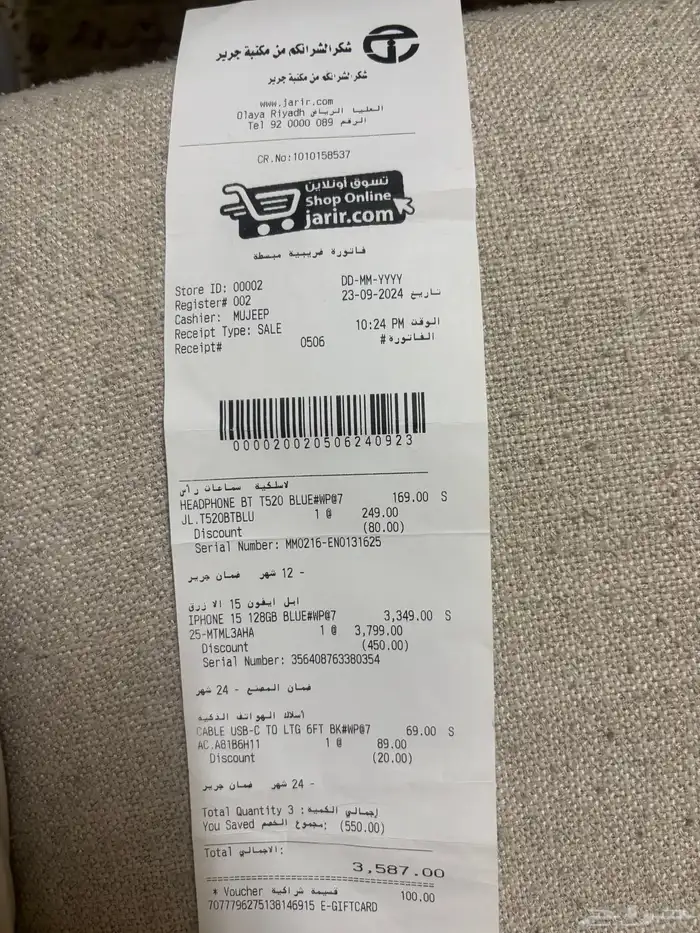 شكر الشرائكم من مكتبة جرير
شكر الشرائكم من مكتبة جرير
www.jarir.com
Olaya Riyadh العليا الرياض
Tel 92 0000 089 الرقم
CR.No:1010158537
تسوق أونلاين
Shop Online
jarir.com
فاتورة ضريبية مبسطة
DD-MM-YYYY
Store ID: 00002
23-09-2024 تاريخ
Register# 002
Cashier: MUJEEP
10:24 PM الوقت
Receipt Type: SALE
Receipt# 0506 الفاتورة#
000020020506240923
لاسلكية سماعات رأس
HEADPHONE BT T520 BLUE#WP@7 169.00 S
JL.T520BTBLU 1 @ 249.00
Discount (80.00)
Serial Number: MM0216-EN0131625
- 12 شهر ضمان جرير
ابل ايفون 15 الازرق
IPHONE 15 128GB BLUE#WP@7 3,349.00 S
25-MTML3AHA 1 @ 3,799.00
Discount (450.00)
Serial Number: 356408763380354
ضمان المصنع - 24 شهر
أسلاك الهواتف الذكية
CABLE USB-C TO LTG 6FT BK#WP@7 69.00 S
AC.A81B6H11 1 @ 89.00
Discount (20.00)
- 24 شهر ضمان جرير
Total Quantity 3 : إجمالي الكمية
You Saved مجموع الخصم: (550.00)
Total الاجمالي:
3,587.00
* Voucher قسيمة شرائية 100.00
7077796275138146915 E-GIFTCARD
حراج